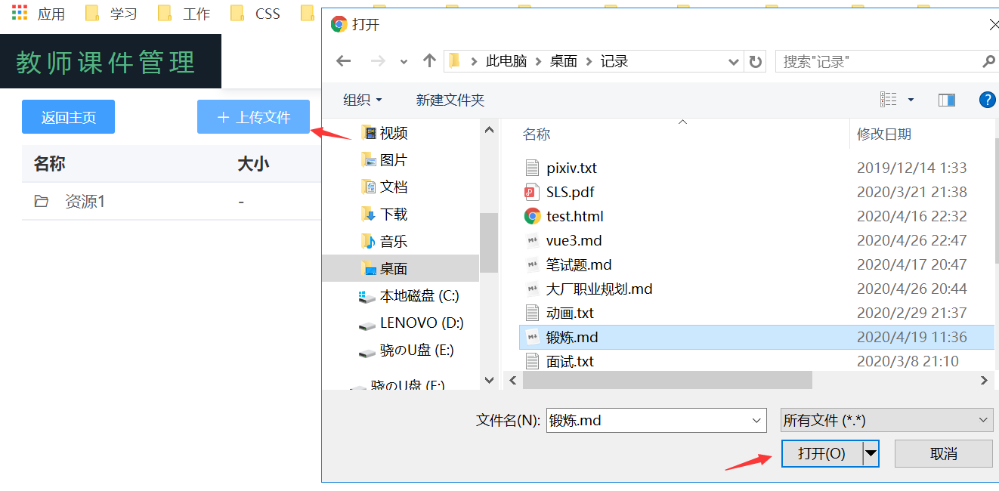 应用 学习 工作 CSS
打开
教师课件管理
此电脑 桌面 记录 搜索"记录"
返回主页 + 上传文件
组织 新建文件夹 ?
名称 大小
资源1 -
视频
图片
文档
下载
音乐
桌面
本地磁盘 (C:)
LENOVO (D:)
骁のU盘 (E:)
骁のU盘 (E:)
名称 修改日期
pixiv.txt 2019/12/14 1:33
SLS.pdf 2020/3/21 21:38
test.html 2020/4/16 22:32
vue3.md 2020/4/26 22:47
笔试题.md 2020/4/17 20:47
大厂职业规划.md 2020/4/26 20:44
动画.txt 2020/2/29 21:37
锻炼.md 2020/4/19 11:36
面试.txt 2020/3/8 21:10
文件名(N): 锻炼.md 所有文件 (*.*)
打开(O) 取消